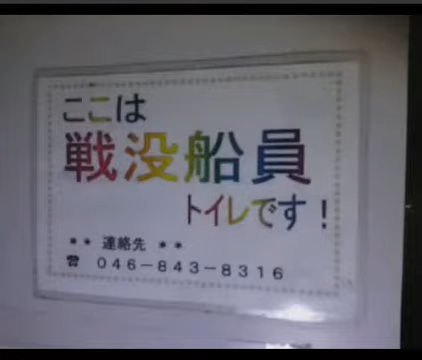 ここは
戦没船員
トイレです！
** 連絡先 **
☎ 046-843-8316